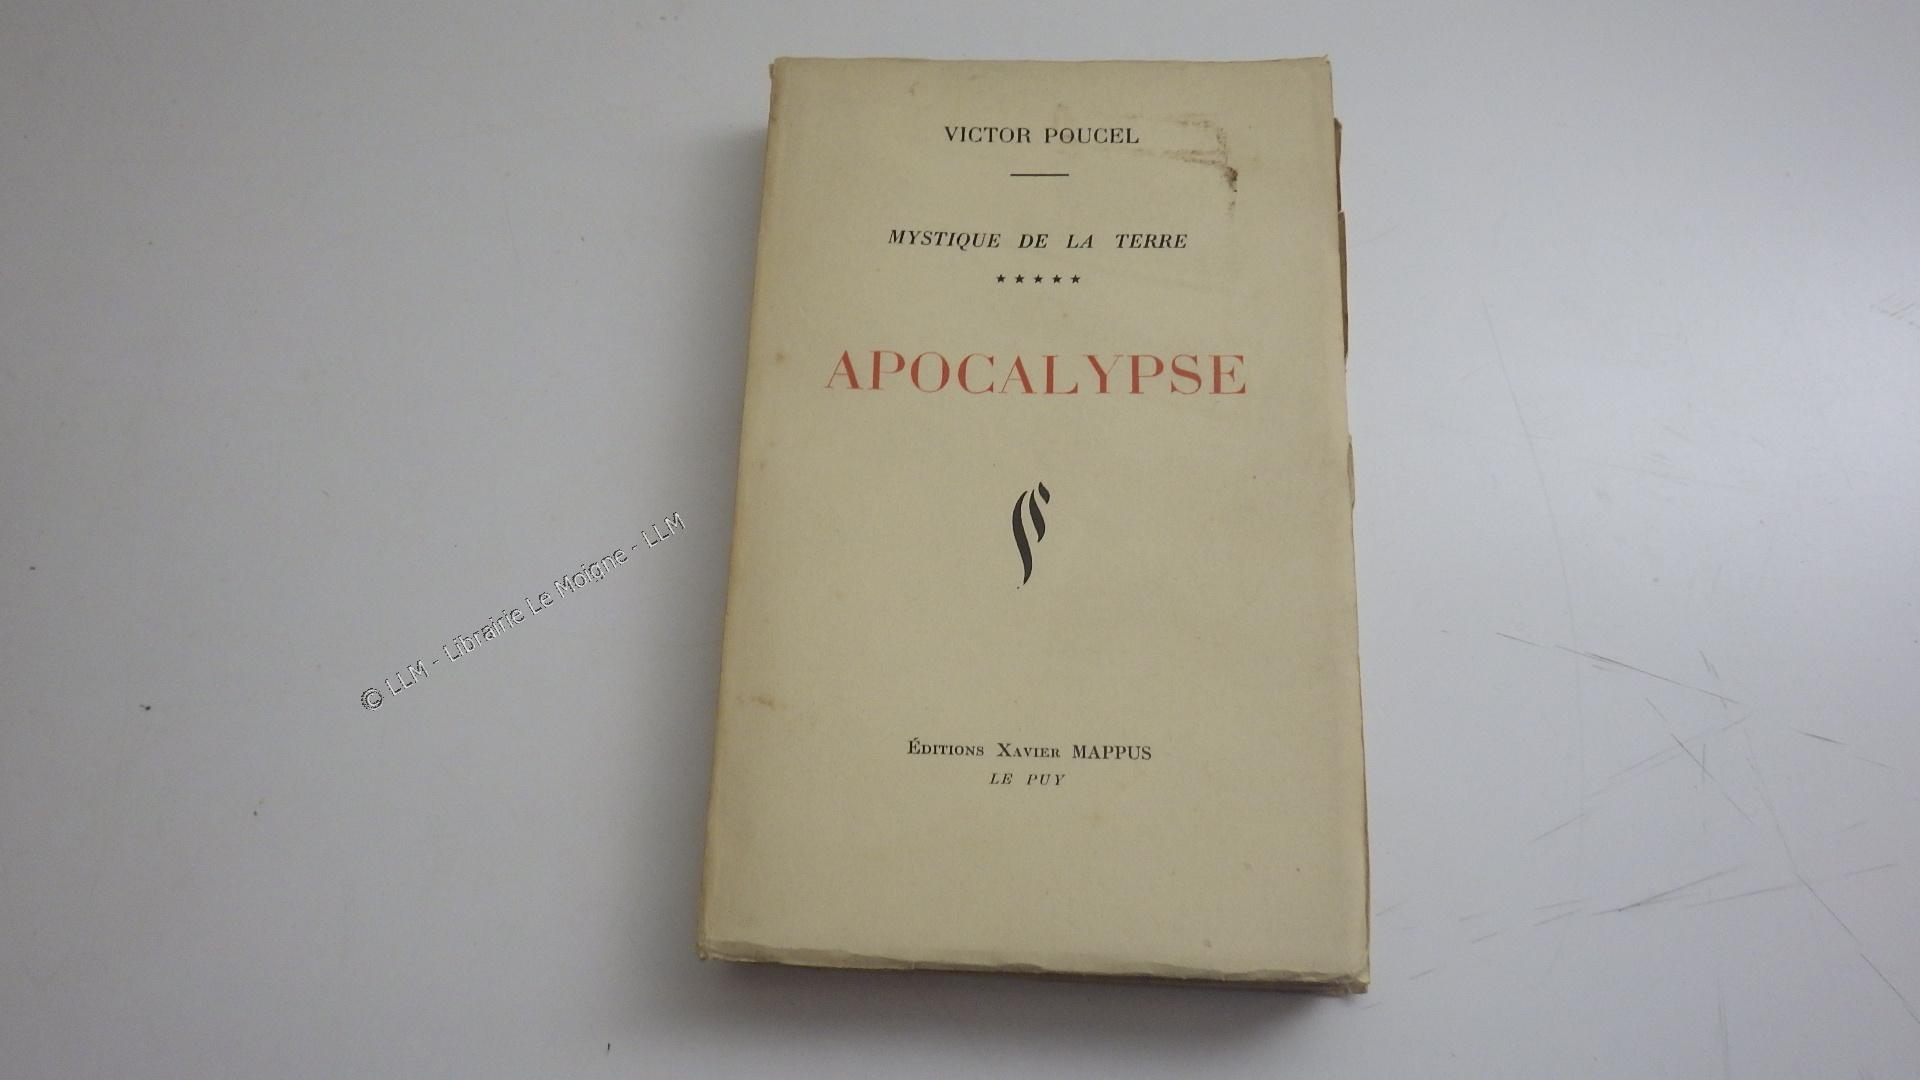 VICTOR POUCEL
MYSTIQUE DE LA TERRE
★★★★★
APOCALYPSE
ÉDITIONS XAVIER MAPPUS
LE PUY
© LLM - Librairie Le Moigne - LLM